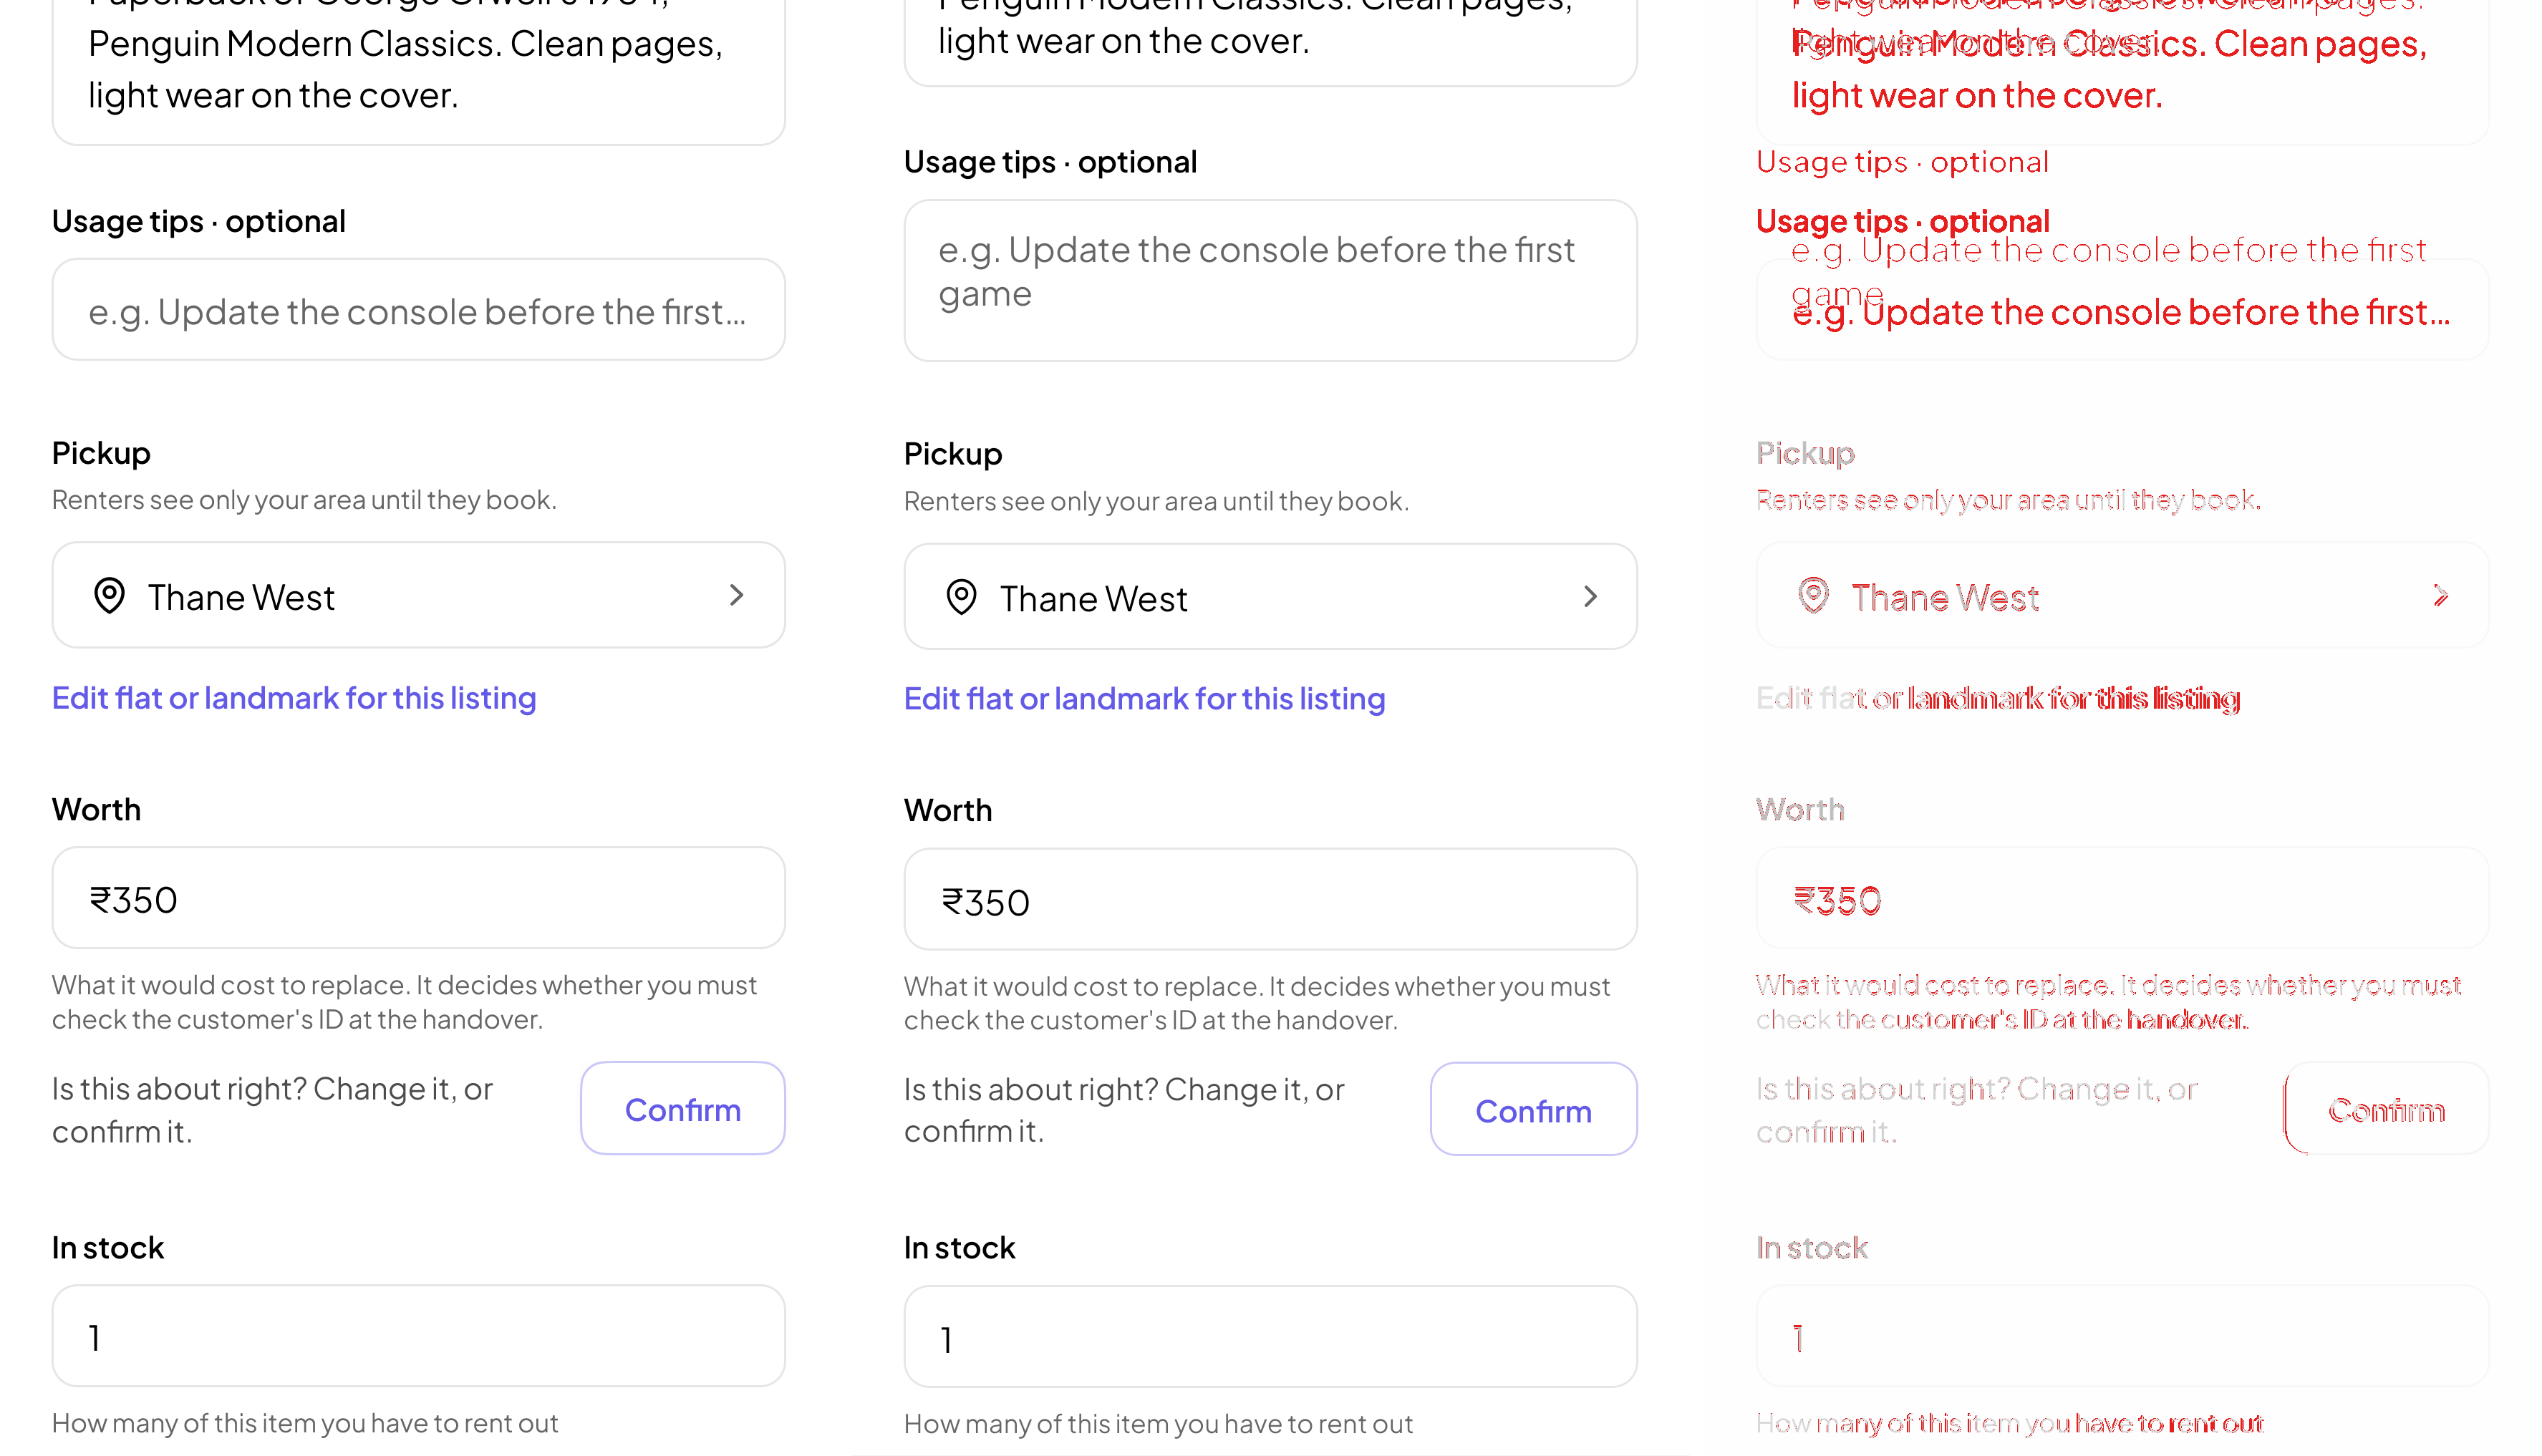 Penguin Modern Classics. Clean pages,
light wear on the cover.
Usage tips · optional
e.g. Update the console before the first...
Pickup
Renters see only your area until they book.
Thane West
Edit flat or landmark for this listing
Worth
₹350
What it would cost to replace. It decides whether you must
check the customer's ID at the handover.
Is this about right? Change it, or
confirm it.
Confirm
In stock
1
How many of this item you have to rent out
Penguin Modern Classics. Clean pages,
light wear on the cover.
Usage tips · optional
e.g. Update the console before the first
game
Pickup
Renters see only your area until they book.
Thane West
Edit flat or landmark for this listing
Worth
₹350
What it would cost to replace. It decides whether you must
check the customer's ID at the handover.
Is this about right? Change it, or
confirm it.
Confirm
In stock
1
How many of this item you have to rent out
Penguin Modern Classics. Clean pages,
light wear on the cover.
Usage tips · optional
Usage tips · optional
e.g. Update the console before the first
game
e.g. Update the console before the first...
Pickup
Renters see only your area until they book.
Thane West
Edit flat or landmark for this listing
Worth
₹350
What it would cost to replace. It decides whether you must
check the customer's ID at the handover.
Is this about right? Change it, or
confirm it.
Confirm
In stock
1
How many of this item you have to rent out